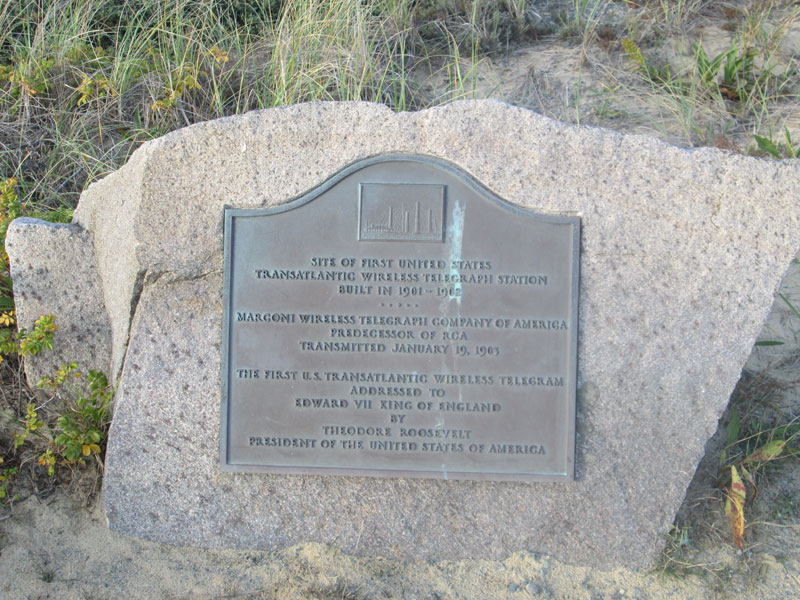 SITE OF FIRST UNITED STATES
TRANSATLANTIC WIRELESS TELEGRAPH STATION
BUILT IN 1901 - 1902
MARCONI WIRELESS TELEGRAPH COMPANY OF AMERICA
PREDECESSOR OF RCA
TRANSMITTED JANUARY 19, 1903
THE FIRST U.S. TRANSATLANTIC WIRELESS TELEGRAM
ADDRESSED TO
EDWARD VII KING OF ENGLAND
BY
THEODORE ROOSEVELT
PRESIDENT OF THE UNITED STATES OF AMERICA